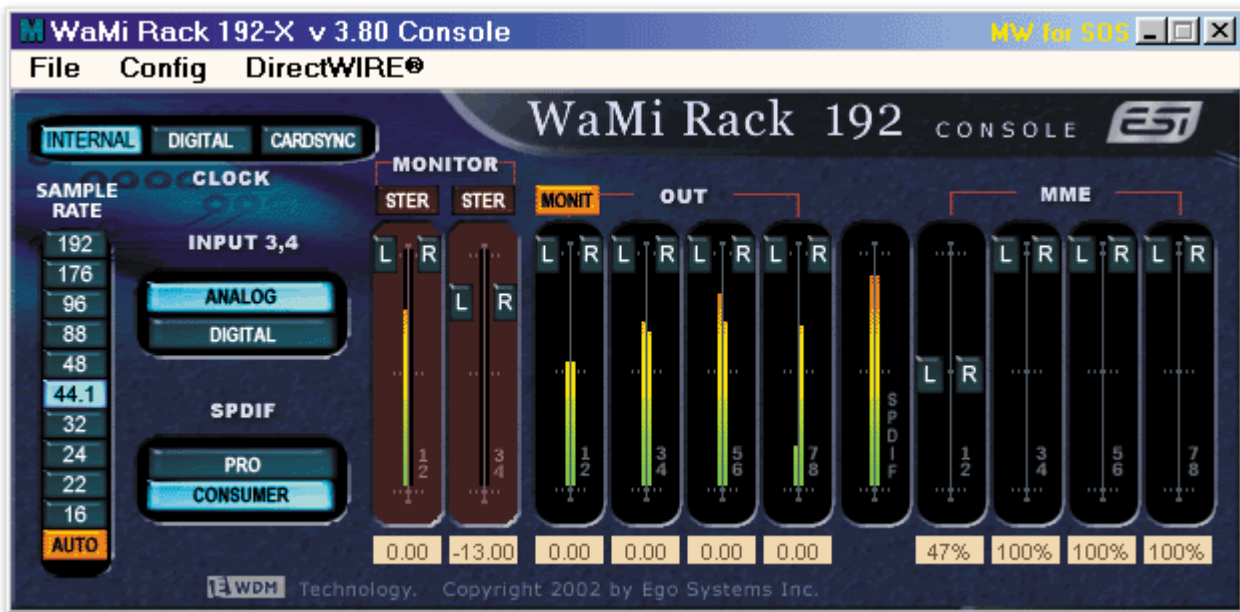 M WaMi Rack 192-X v 3.80 Console MW for SOS
File Config DirectWIRE®
WaMi Rack 192 CONSOLE ESI
INTERNAL DIGITAL CARDSYNC
CLOCK
SAMPLE
RATE
192
176
96
88
48
44.1
32
24
22
16
AUTO
INPUT 3,4
ANALOG
DIGITAL
SPDIF
PRO
CONSUMER
MONITOR
STER STER
L R L R
1 2 3 4
0.00 -13.00
MONIT OUT
L R L R L R L R
1 2 3 4 5 6 7 8
SPDIF
0.00 0.00 0.00 0.00
MME
L R L R L R L R
1 2 3 4 5 6 7 8
47% 100% 100% 100%
E-WDM Technology. Copyright 2002 by Ego Systems Inc.